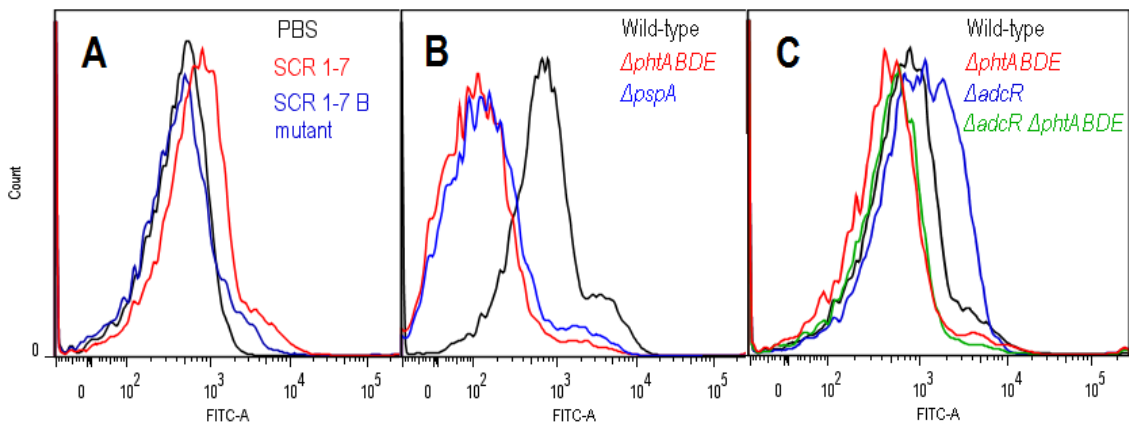 A
PBS
SCR 1-7
SCR 1-7 B
mutant
B
Wild-type
ΔphtABDE
ΔpspA
C
Wild-type
ΔphtABDE
ΔadcR
ΔadcR ΔphtABDE
Count
0
0 10² 10³ 10⁴ 10⁵
FITC-A
0 10² 10³ 10⁴ 10⁵
FITC-A
0 10² 10³ 10⁴ 10⁵
FITC-A